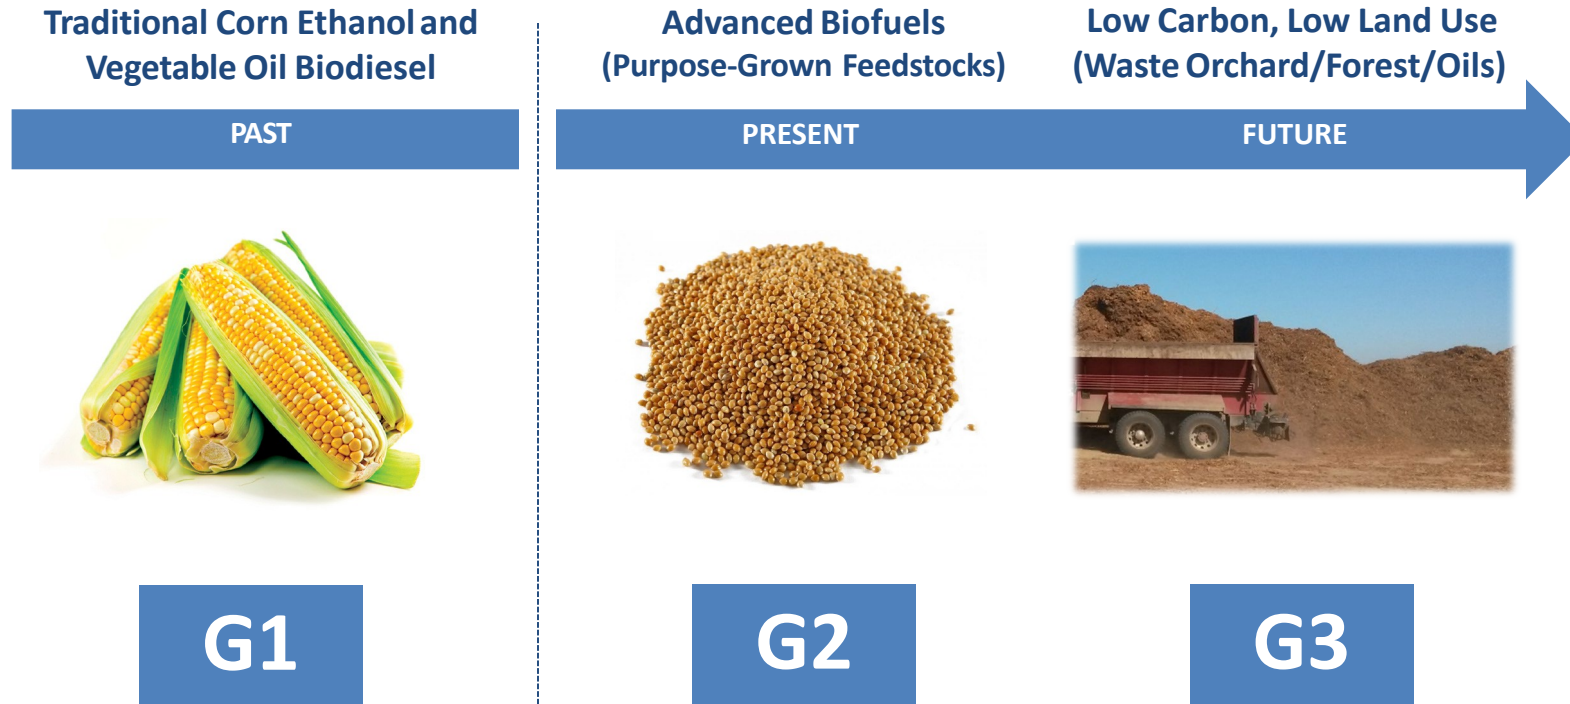 Traditional Corn Ethanol and
Vegetable Oil Biodiesel
Advanced Biofuels
(Purpose-Grown Feedstocks)
Low Carbon, Low Land Use
(Waste Orchard/Forest/Oils)
PAST
PRESENT
FUTURE
G1
G2
G3